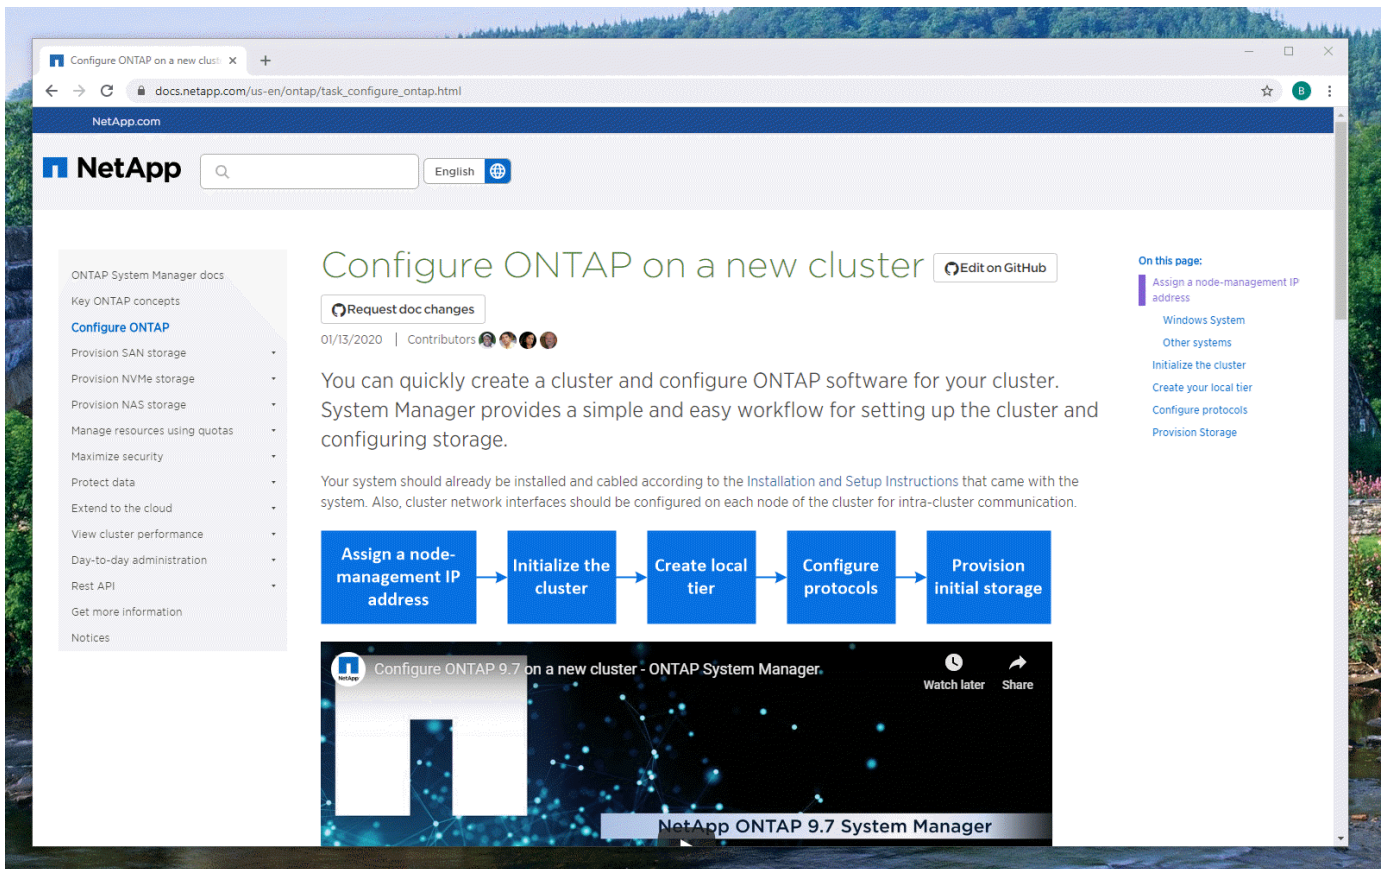 Configure ONTAP on a new clust
docs.netapp.com/us-en/ontap/task_configure_ontap.html
B
NetApp.com
NetApp
English
ONTAP System Manager docs
Key ONTAP concepts
Configure ONTAP
Provision SAN storage
Provision NVMe storage
Provision NAS storage
Manage resources using quotas
Maximize security
Protect data
Extend to the cloud
View cluster performance
Day-to-day administration
Rest API
Get more information
Notices
Configure ONTAP on a new cluster
Edit on GitHub
Request doc changes
01/13/2020 | Contributors
You can quickly create a cluster and configure ONTAP software for your cluster.
System Manager provides a simple and easy workflow for setting up the cluster and
configuring storage.
Your system should already be installed and cabled according to the Installation and Setup Instructions that came with the
system. Also, cluster network interfaces should be configured on each node of the cluster for intra-cluster communication.
Assign a node-
management IP
address
Initialize the
cluster
Create local
tier
Configure
protocols
Provision
initial storage
NetApp
Configure ONTAP 9.7 on a new cluster - ONTAP System Manager
Watch later
Share
NetApp ONTAP 9.7 System Manager
On this page:
Assign a node-management IP
address
Windows System
Other systems
Initialize the cluster
Create your local tier
Configure protocols
Provision Storage